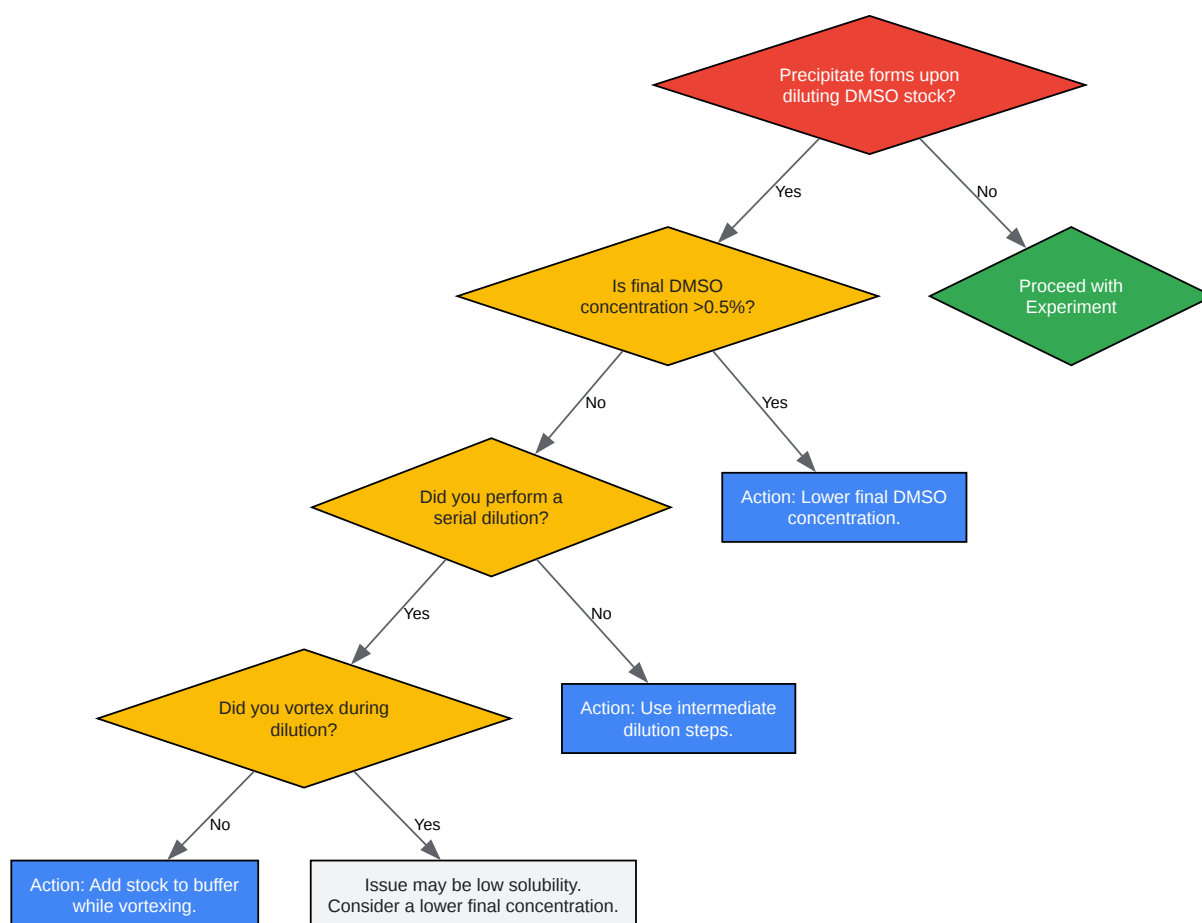 Precipitate forms upon
diluting DMSO stock?
Yes
No
Is final DMSO
concentration >0.5%?
Proceed with
Experiment
No
Yes
Did you perform a
serial dilution?
Action: Lower final DMSO
concentration.
Yes
No
Did you vortex during
dilution?
Action: Use intermediate
dilution steps.
No
Yes
Action: Add stock to buffer
while vortexing.
Issue may be low solubility.
Consider a lower final concentration.